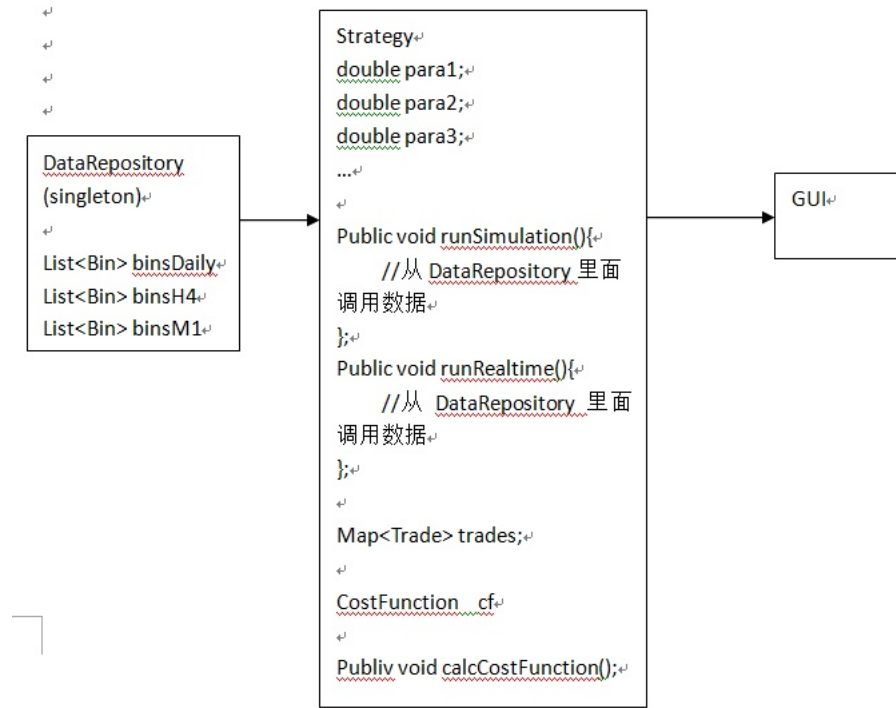 DataRepository
(singleton)
List<Bin> binsDaily
List<Bin> binsH4
List<Bin> binsM1
Strategy
double para1;
double para2;
double para3;
...
Public void runSimulation(){
//从 DataRepository 里面
调用数据
};
Public void runRealtime(){
//从 DataRepository 里面
调用数据
};
Map<Trade> trades;
CostFunction cf
Publiv void calcCostFunction();
GUI